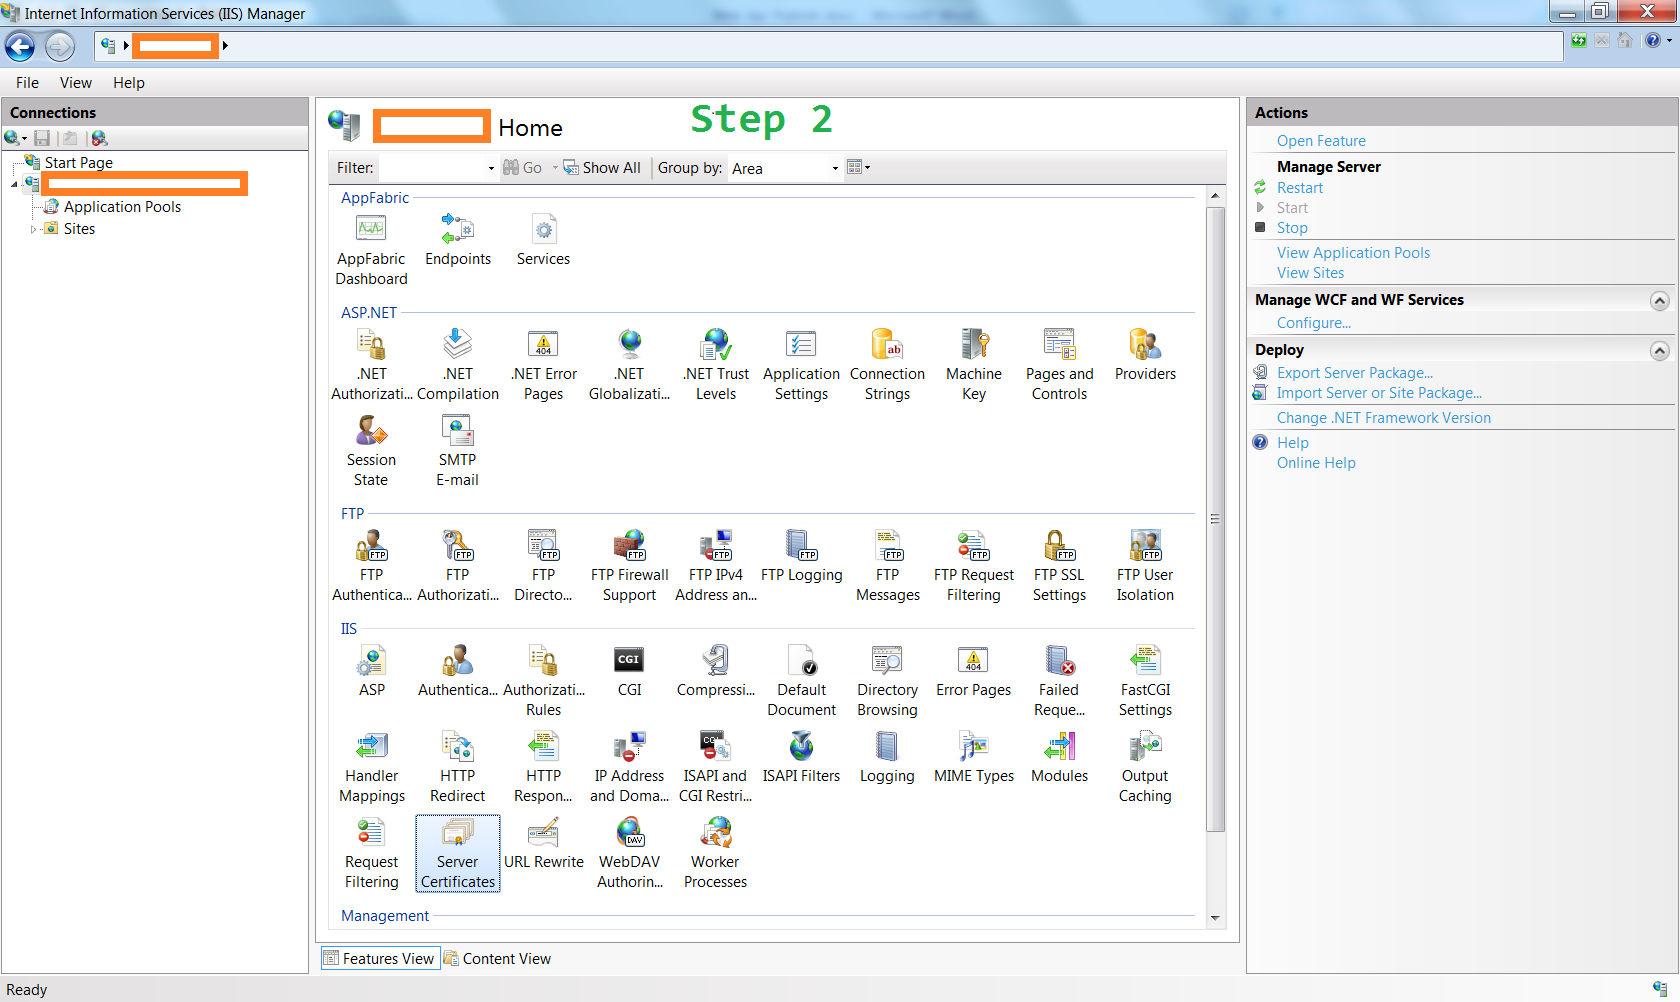 Internet Information Services (IIS) Manager
File View Help
Connections
Start Page
Application Pools
Sites
Home
Step 2
Filter:
Go
Show All
Group by:
Area
AppFabric
AppFabric Dashboard
Endpoints
Services
ASP.NET
.NET Authorizati...
.NET Compilation
.NET Error Pages
.NET Globalizati...
.NET Trust Levels
Application Settings
Connection Strings
Machine Key
Pages and Controls
Providers
Session State
SMTP E-mail
FTP
FTP Authentica...
FTP Authorizati...
FTP Directo...
FTP Firewall Support
FTP IPv4 Address an...
FTP Logging
FTP Messages
FTP Request Filtering
FTP SSL Settings
FTP User Isolation
IIS
ASP
Authentica...
Authorizati... Rules
CGI
Compressi...
Default Document
Directory Browsing
Error Pages
Failed Reque...
FastCGI Settings
Handler Mappings
HTTP Redirect
HTTP Respon...
IP Address and Doma...
ISAPI and CGI Restri...
ISAPI Filters
Logging
MIME Types
Modules
Output Caching
Request Filtering
Server Certificates
URL Rewrite
WebDAV Authorin...
Worker Processes
Management
Features View
Content View
Actions
Open Feature
Manage Server
Restart
Start
Stop
View Application Pools
View Sites
Manage WCF and WF Services
Configure...
Deploy
Export Server Package...
Import Server or Site Package...
Change .NET Framework Version
Help
Online Help
Ready